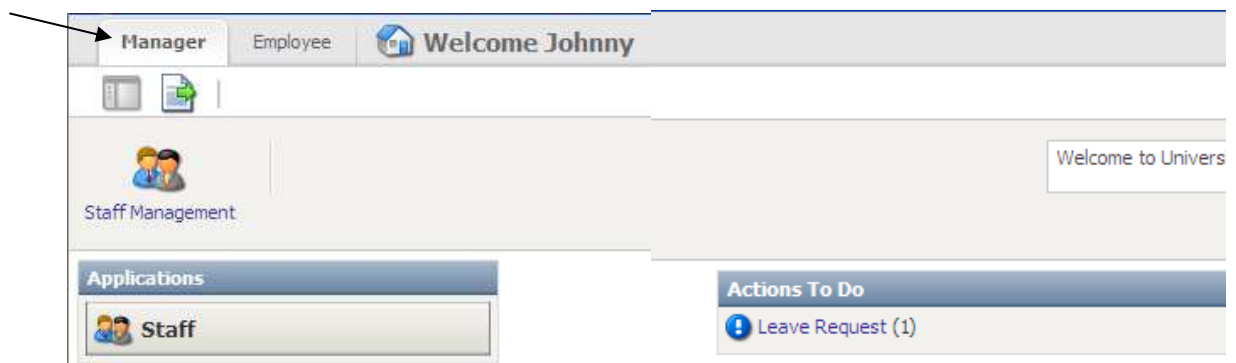 Manager Employee Welcome Johnny
Welcome to Univers
Staff Management
Applications
Actions To Do
Staff
Leave Request (1)